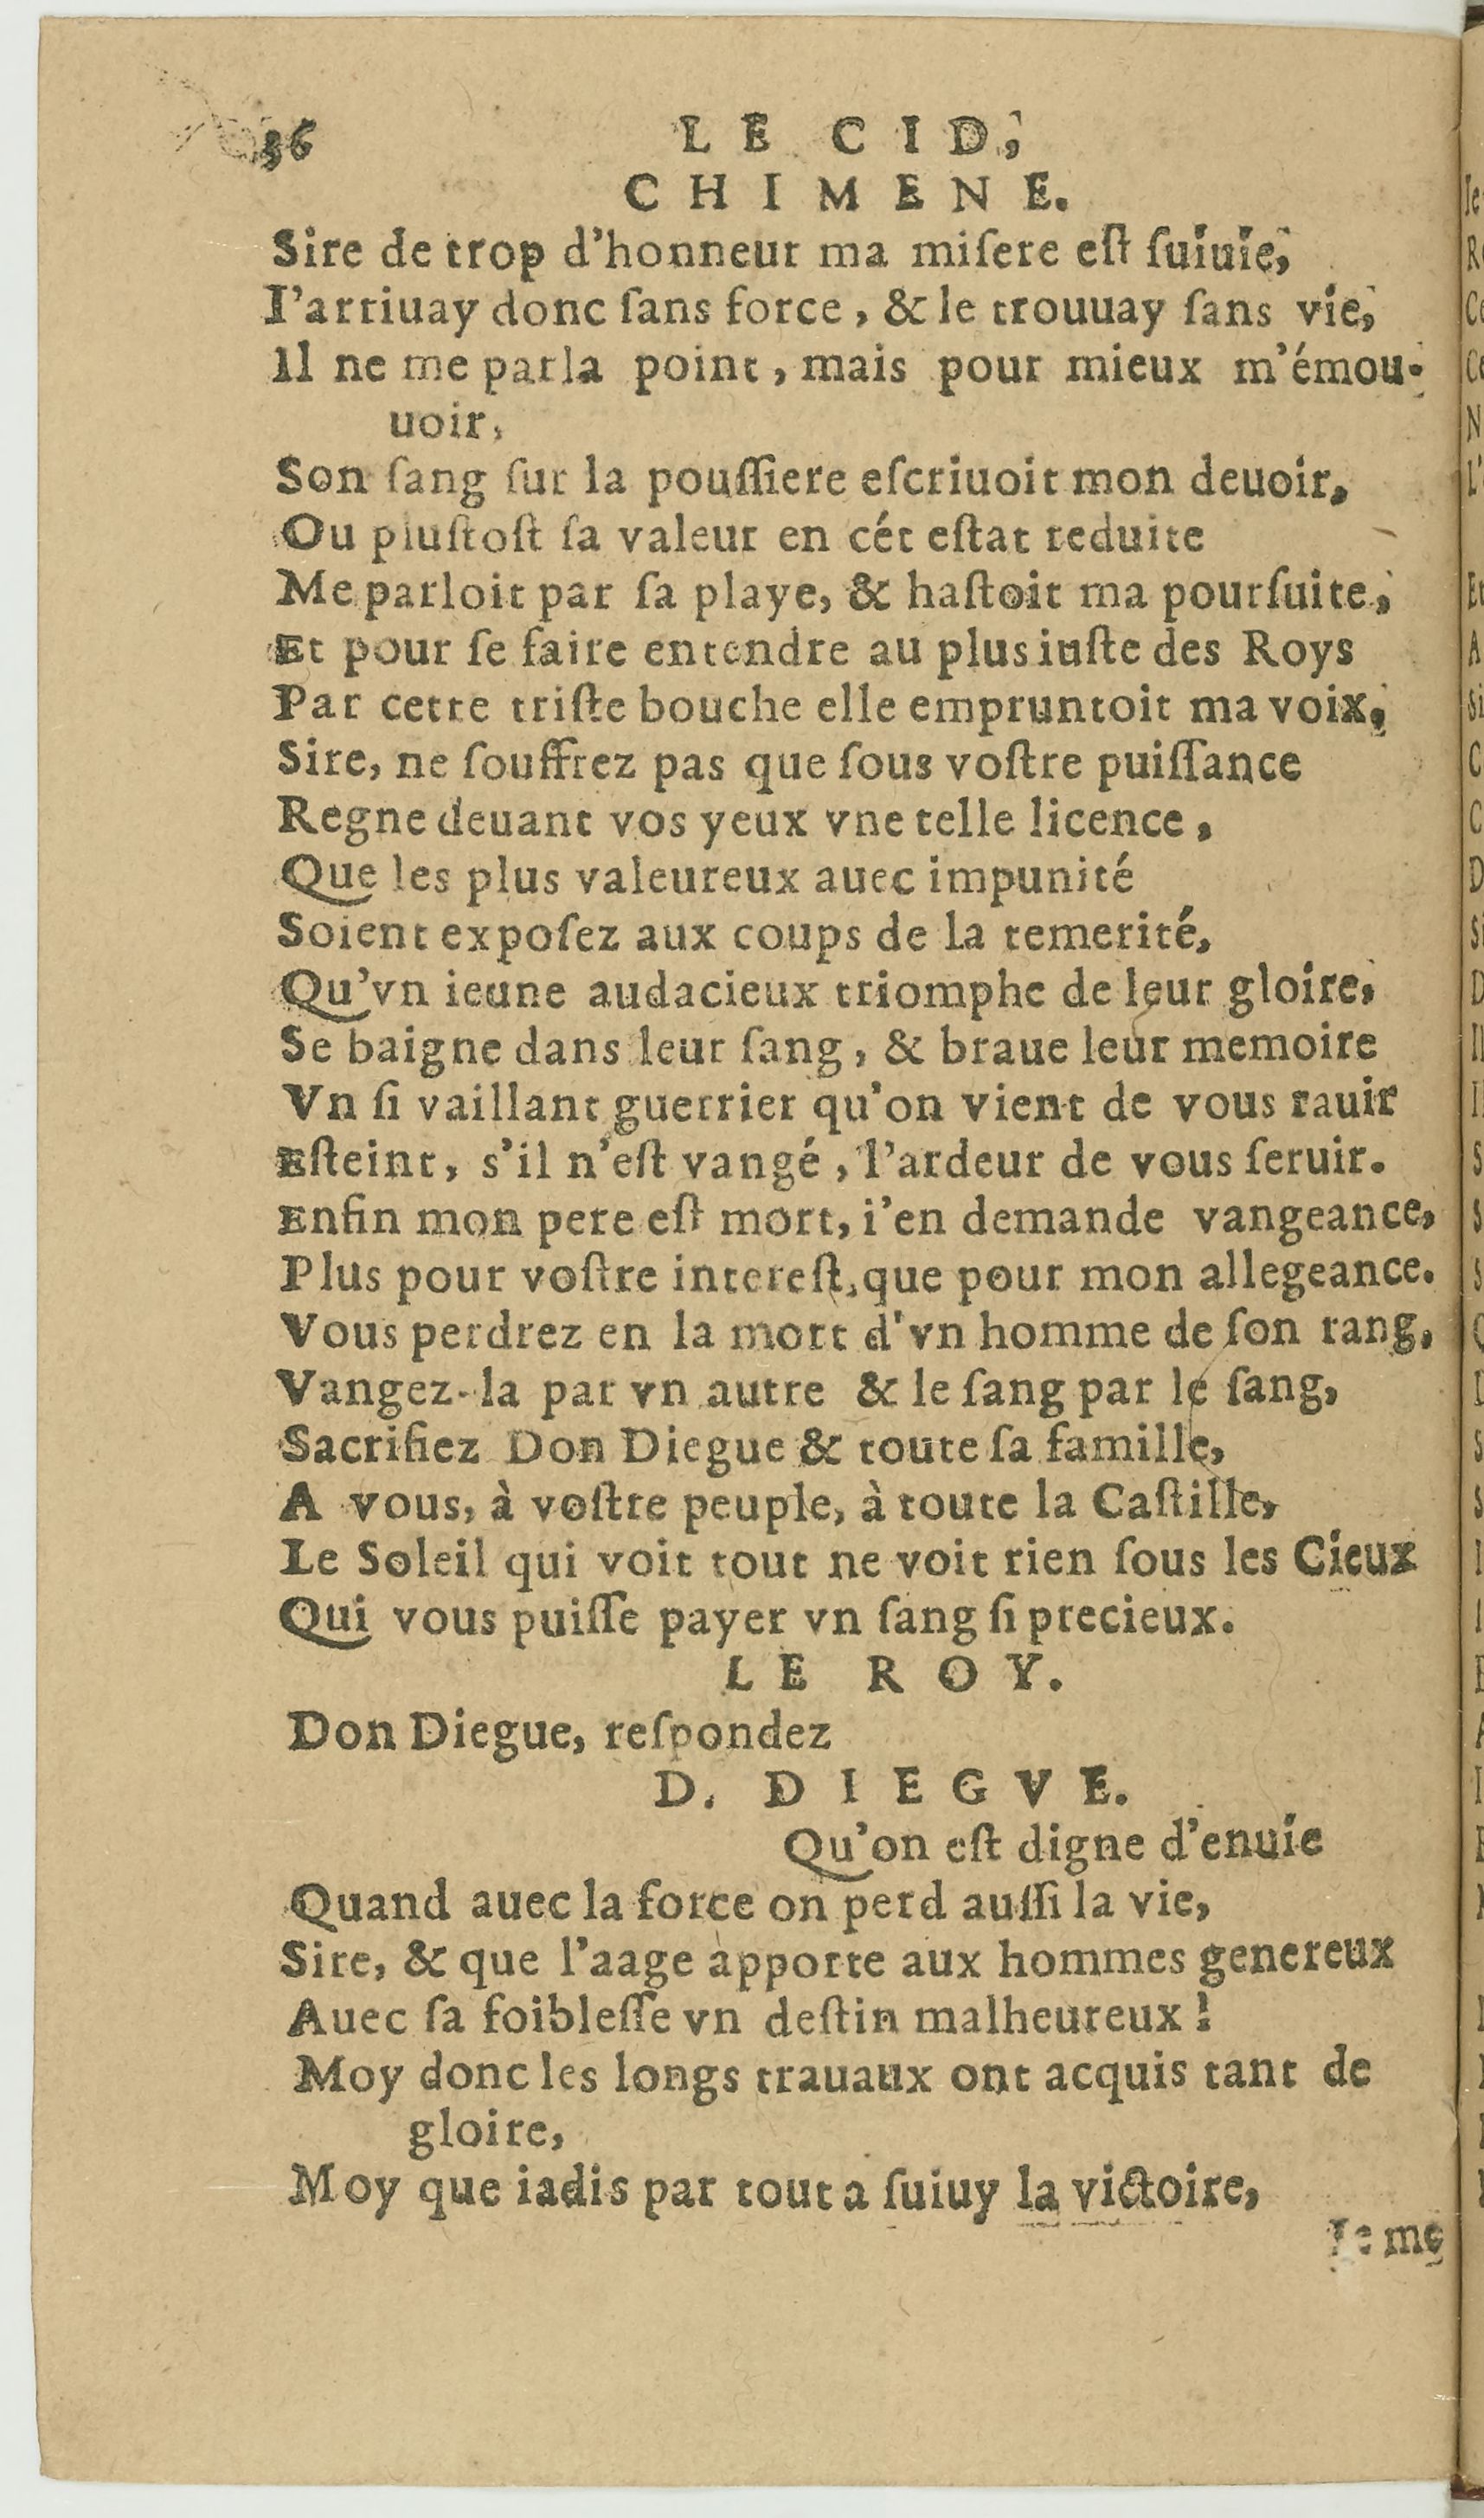 36 LE CID,
CHIMENE.
Sire de trop d'honneur ma miſere eſt ſuiuie,
I'arriuay donc ſans force, & le trouuay ſans vie,
Il ne me parla point, mais pour mieux m'émou-
uoir,
Son ſang ſur la pouſſiere eſcriuoit mon deuoir,
Ou pluſtoſt ſa valeur en cét eſtat reduite
Me parloit par ſa playe, & haſtoit ma pourſuite,
Et pour ſe faire entendre au plus iuſte des Roys
Par cette triſte bouche elle empruntoit ma voix,
Sire, ne ſouffrez pas que ſous voſtre puiſſance
Regne deuant vos yeux vne telle licence,
Que les plus valeureux auec impunité
Soient expoſez aux coups de la temerité,
Qu'vn ieune audacieux triomphe de leur gloire,
Se baigne dans leur ſang, & braue leur memoire
Vn ſi vaillant guerrier qu'on vient de vous rauir
Eſteint, s'il n'eſt vangé, l'ardeur de vous ſeruir.
Enfin mon pere eſt mort, i'en demande vangeance,
Plus pour voſtre intereſt, que pour mon allegeance.
Vous perdrez en la mort d'vn homme de ſon rang,
Vangez-la par vn autre & le ſang par le ſang,
Sacrifiez Don Diegue & toute ſa famille,
A vous, à voſtre peuple, à toute la Caſtille,
Le Soleil qui voit tout ne voit rien ſous les Cieux
Qui vous puiſſe payer vn ſang ſi precieux.
LE ROY.
Don Diegue, reſpondez
D. DIEGVE.
Qu'on eſt digne d'enuie
Quand auec la force on perd auſſi la vie,
Sire, & que l'aage apporte aux hommes genereux
Auec ſa foibleſſe vn deſtin malheureux!
Moy donc les longs trauaux ont acquis tant de
gloire,
Moy que iadis par tout a ſuiuy la victoire,
Ie me